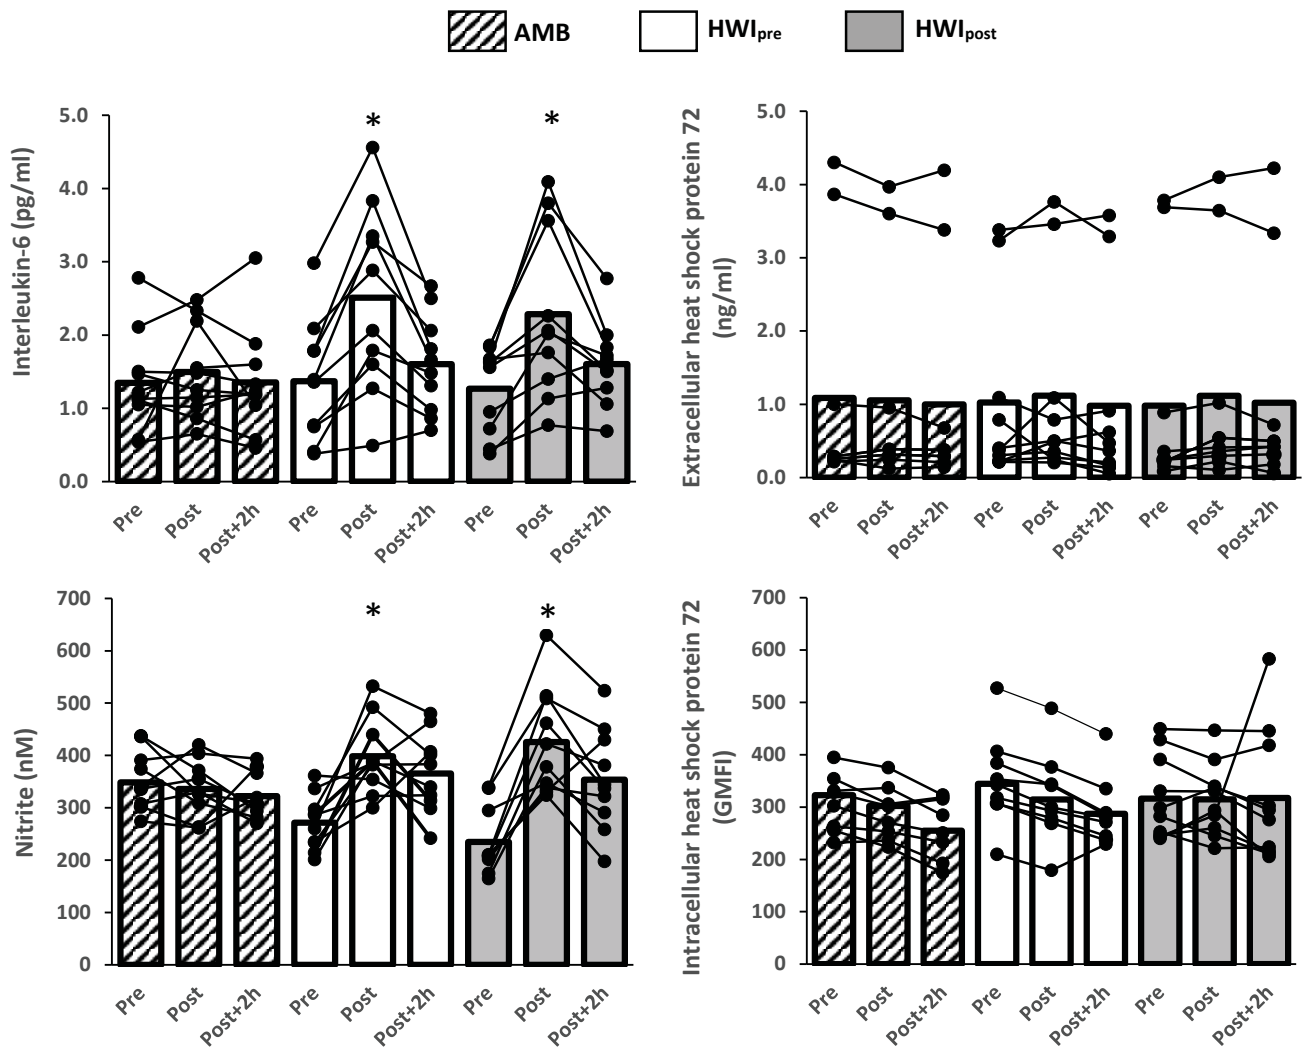 AMB HWIpre HWIpost
Interleukin-6 (pg/ml)
5.0
4.0
3.0
2.0
1.0
0.0
* *
Pre Post Post+2h Pre Post Post+2h Pre Post Post+2h
Extracellular heat shock protein 72
(ng/ml)
5.0
4.0
3.0
2.0
1.0
0.0
Pre Post Post+2h Pre Post Post+2h Pre Post Post+2h
Nitrite (nM)
700
600
500
400
300
200
100
0
* *
Pre Post Post+2h Pre Post Post+2h Pre Post Post+2h
Intracellular heat shock protein 72
(GMFI)
700
600
500
400
300
200
100
0
Pre Post Post+2h Pre Post Post+2h Pre Post Post+2h